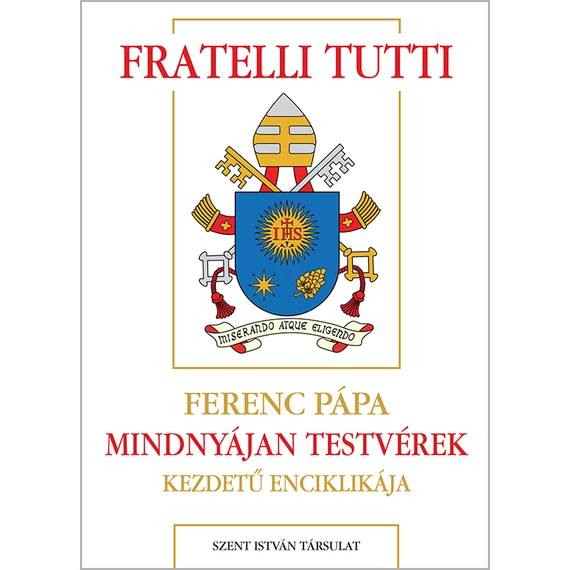 FRATELLI TUTTI
IHS
MISERANDO ATQUE ELIGENDO
FERENC PÁPA
MINDNYÁJAN TESTVÉREK
KEZDETŰ ENCIKLIKÁJA
SZENT ISTVÁN TÁRSULAT